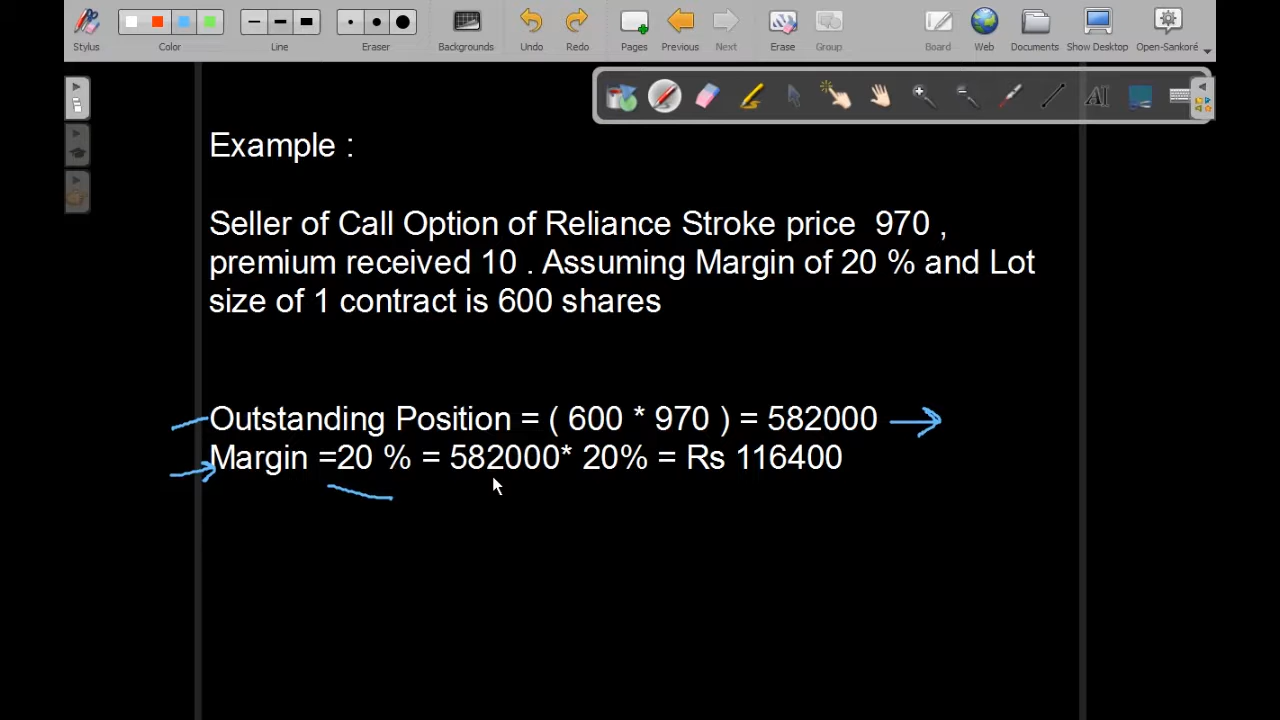 Stylus Color Line Eraser Backgrounds Undo Redo Pages Previous Next Erase Group Board Web Documents Show Desktop Open-Sankoré
AI
Example :
Seller of Call Option of Reliance Stroke price 970 ,
premium received 10 . Assuming Margin of 20 % and Lot
size of 1 contract is 600 shares
Outstanding Position = ( 600 * 970 ) = 582000
Margin =20 % = 582000* 20% = Rs 116400